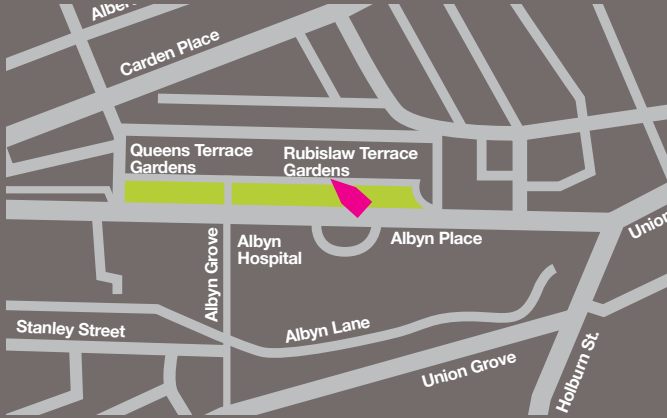 Carden Place
Queens Terrace
Gardens
Rubislaw Terrace
Gardens
Albyn Grove
Albyn
Hospital
Albyn Place
Union
Stanley Street
Albyn Lane
Union Grove
Holburn St.